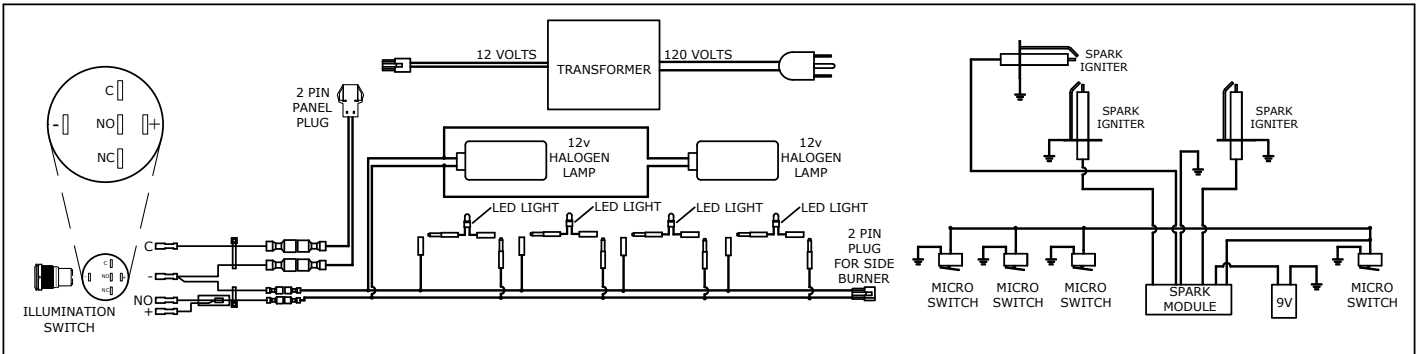 C
NO
-
+
NC
2 PIN
PANEL
PLUG
12 VOLTS
TRANSFORMER
120 VOLTS
12v
HALOGEN
LAMP
12v
HALOGEN
LAMP
LED LIGHT
LED LIGHT
LED LIGHT
LED LIGHT
2 PIN
PLUG
FOR SIDE
BURNER
C
-
NO
+
C
NO
-
+
NC
ILLUMINATION
SWITCH
SPARK
IGNITER
SPARK
IGNITER
SPARK
IGNITER
MICRO
SWITCH
MICRO
SWITCH
MICRO
SWITCH
SPARK
MODULE
9V
MICRO
SWITCH